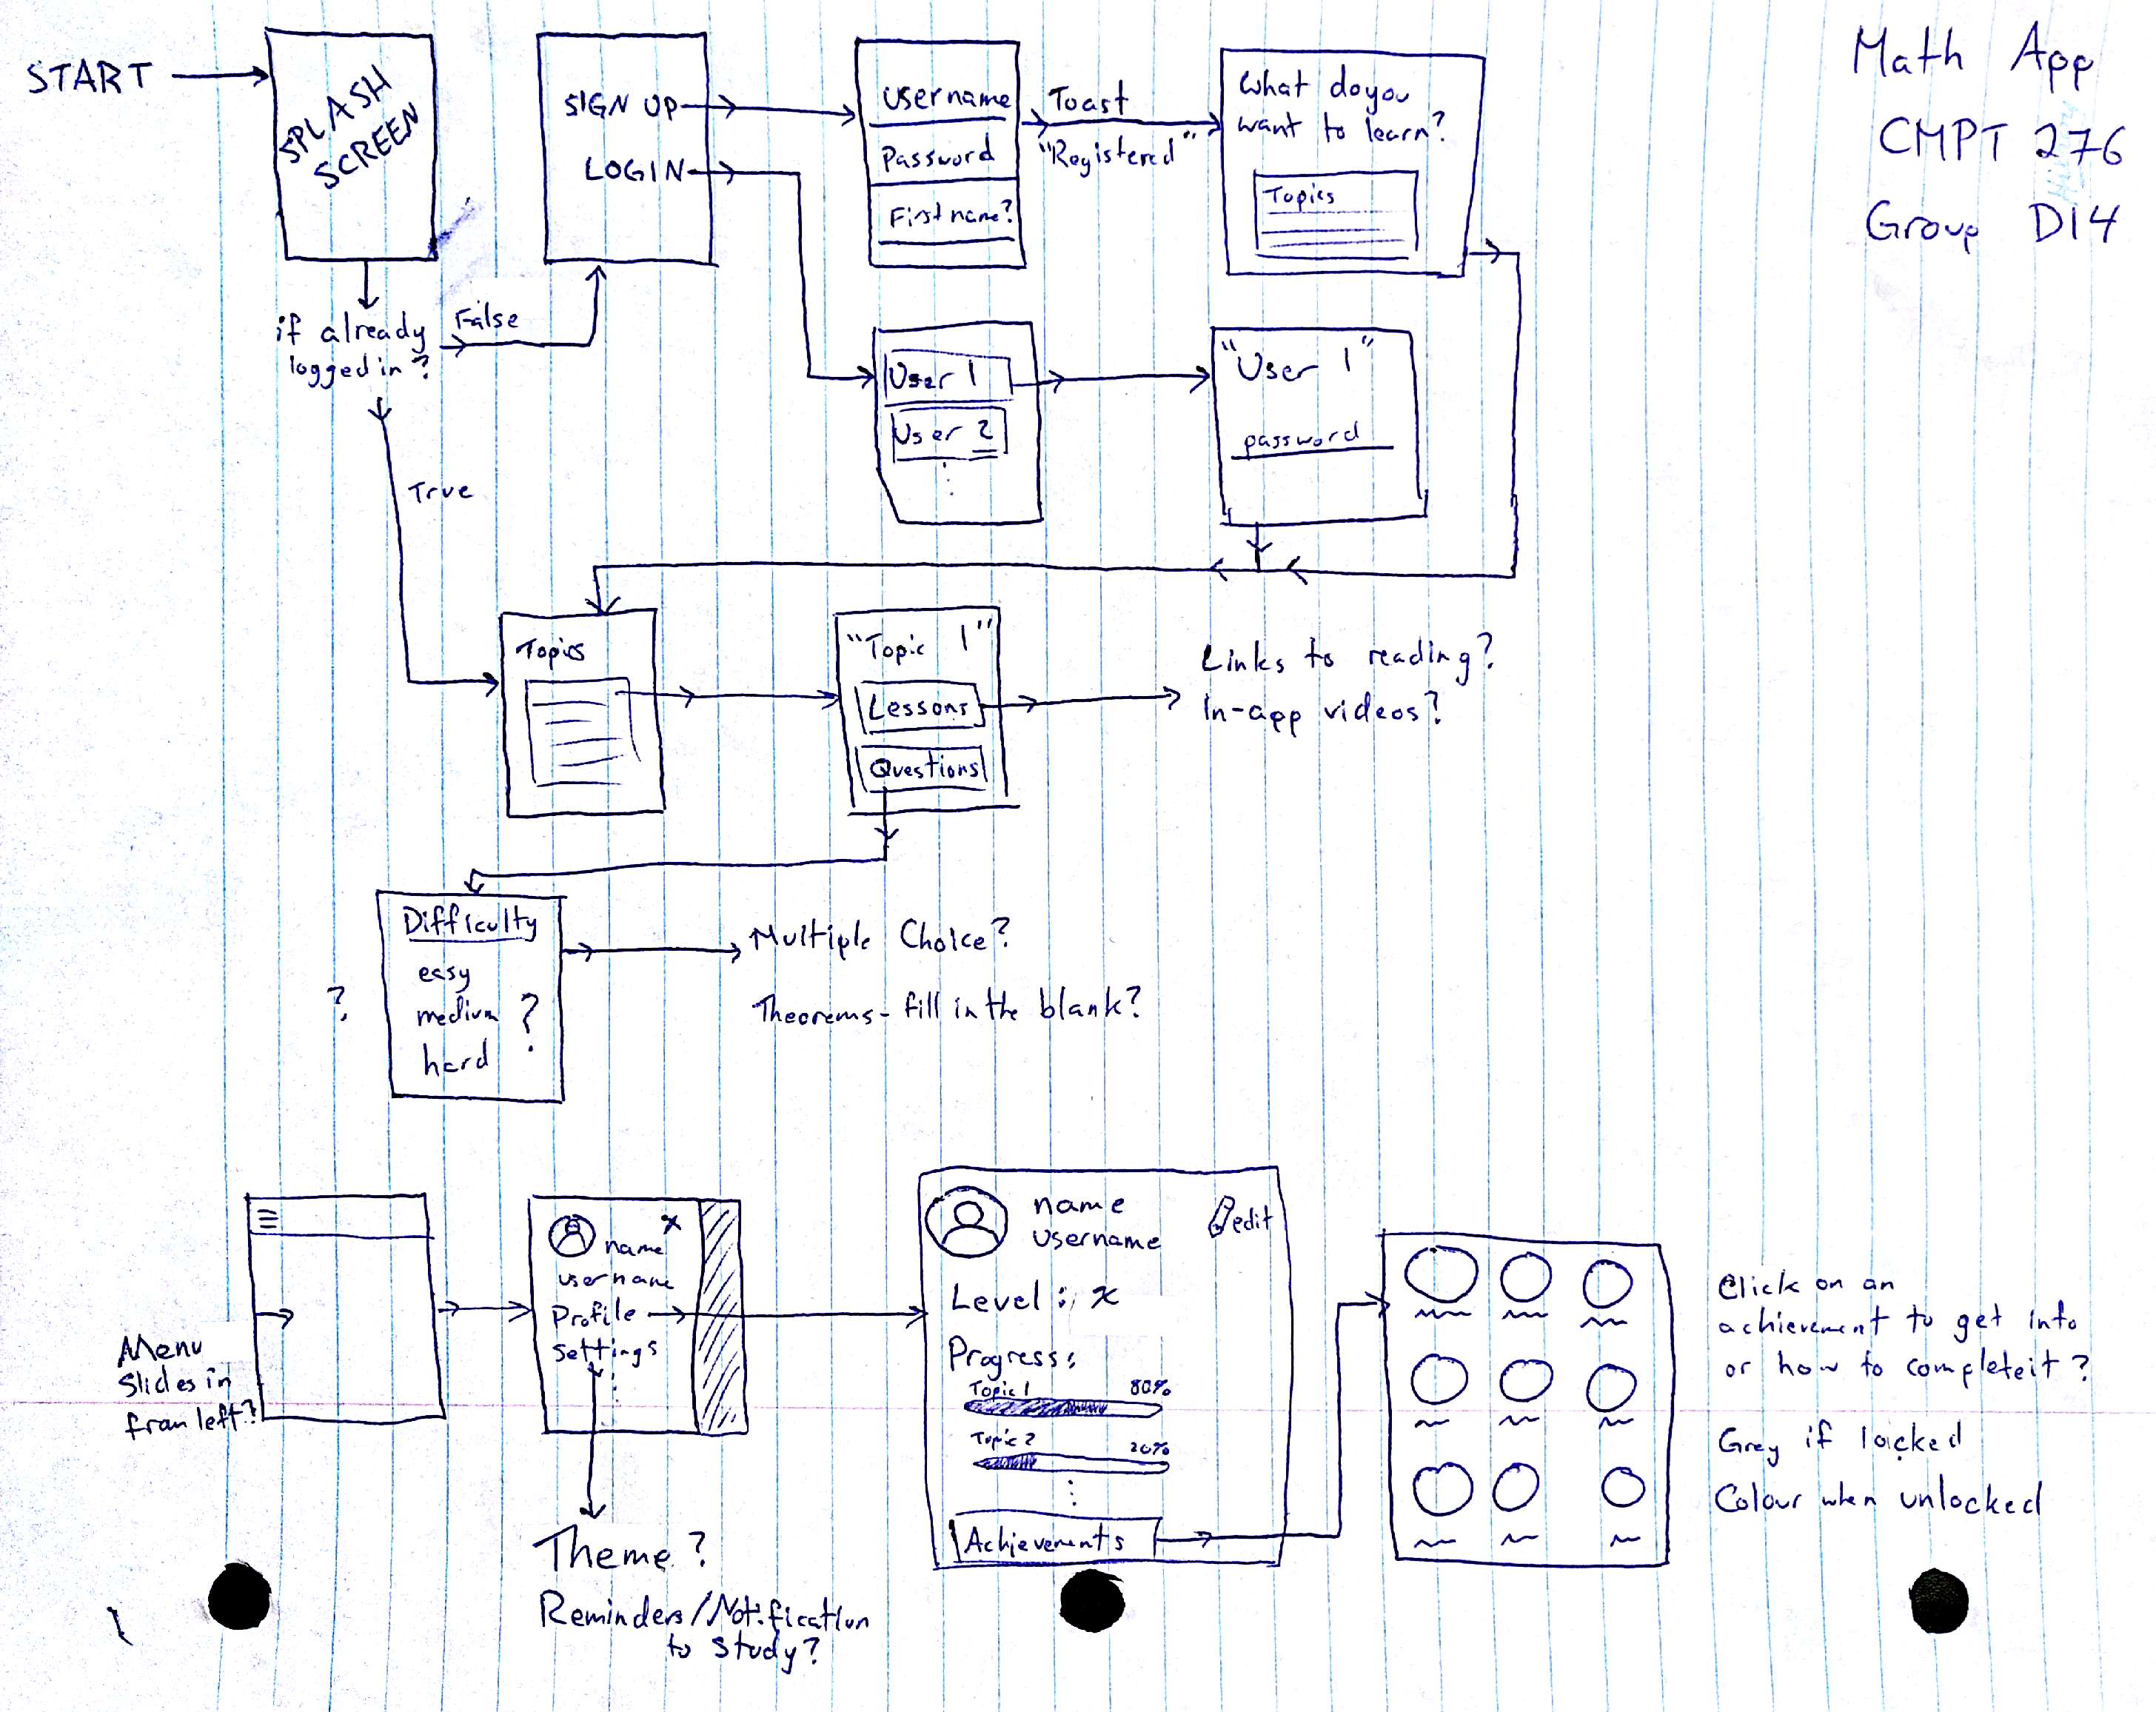 Math App
CMPT 276
Group D14
START
SPLASH
SCREEN
SIGN UP
LOGIN
username
Password
First name?
Toast
"Registered"
What do you
want to learn?
Topics
if already
logged in?
False
True
User 1
User 2
"User 1"
password
Topics
"Topic 1"
Lessons
Questions
Links to reading?
In-app videos?
Difficulty
easy
medium
hard
?
?
Multiple Choice?
Theorems - fill in the blank?
Menu
Slides in
from left?
x
name
username
Profile
Settings
Theme?
Reminders/Notification
to study?
name
username
edit
Level: x
Progress:
Topic 1 80%
Topic 2 20%
Achievements
Click on an
achievement to get into
or how to complete it?
Grey if locked
Colour when unlocked